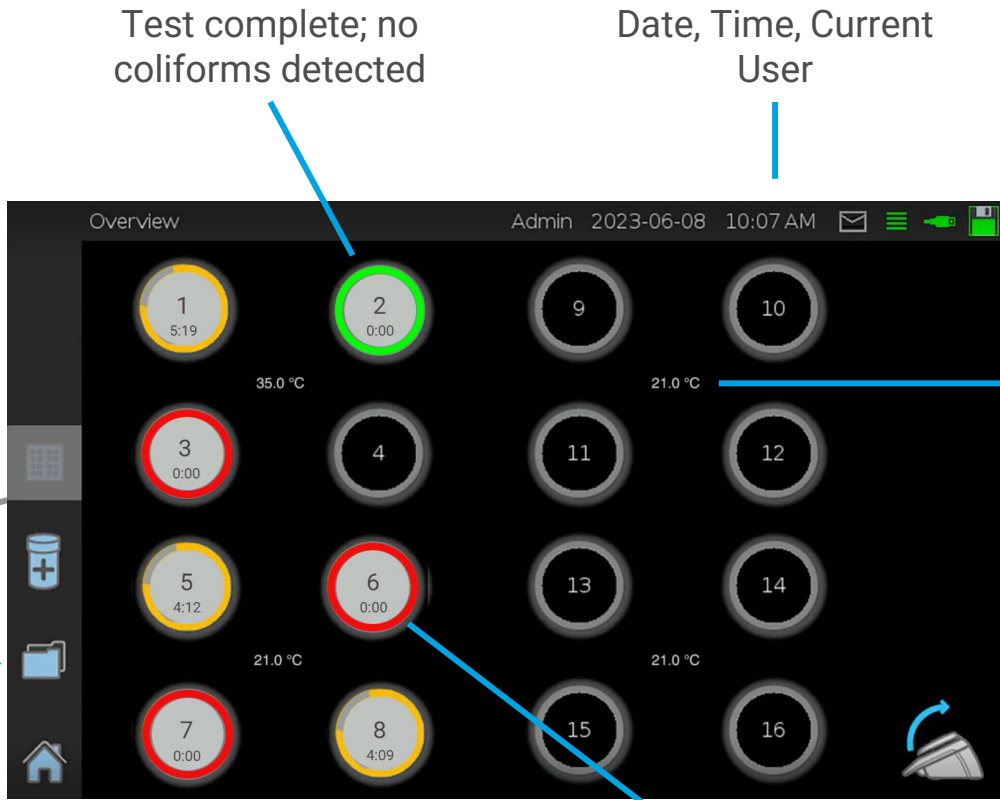 Test complete; no
coliforms detected
Date, Time, Current
User
Overview Admin 2023-06-08 10:07 AM
1
5:19
2
0:00
9
10
35.0 °C
21.0 °C
3
0:00
4
11
12
5
4:12
6
0:00
13
14
21.0 °C
21.0 °C
7
0:00
8
4:09
15
16